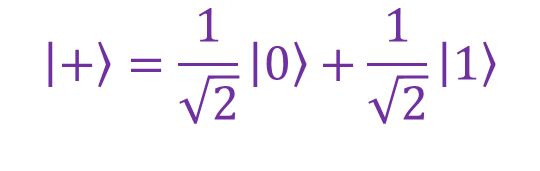 |+⟩ = 1/√2 |0⟩ + 1/√2 |1⟩